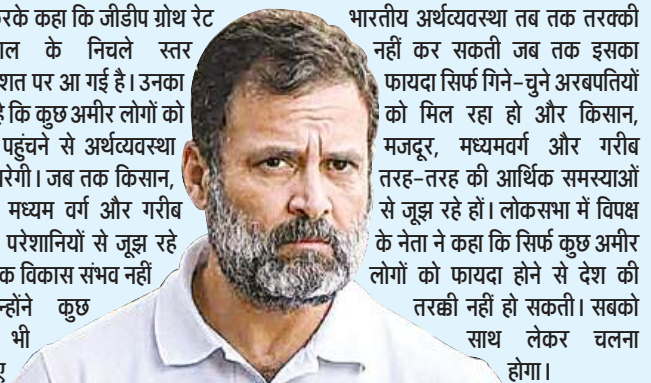 करके कहा कि जीडीप ग्रोथ रेट
के निचले स्तर
पर आ गई है। उनका
है कि कुछ अमीर लोगों को
पहुंचने से अर्थव्यवस्था
जब तक किसान,
मध्यम वर्ग और गरीब
परेशानियों से जूझ रहे
विकास संभव नहीं
कुछ
भी
भारतीय अर्थव्यवस्था तब तक तरक्की
नहीं कर सकती जब तक इसका
फायदा सिर्फ गिने-चुने अरबपतियों
को मिल रहा हो और किसान,
मजदूर, मध्यमवर्ग और गरीब
तरह-तरह की आर्थिक समस्याओं
से जूझ रहे हों। लोकसभा में विपक्ष
के नेता ने कहा कि सिर्फ कुछ अमीर
लोगों को फायदा होने से देश की
तरक्की नहीं हो सकती। सबको
साथ लेकर चलना
होगा।